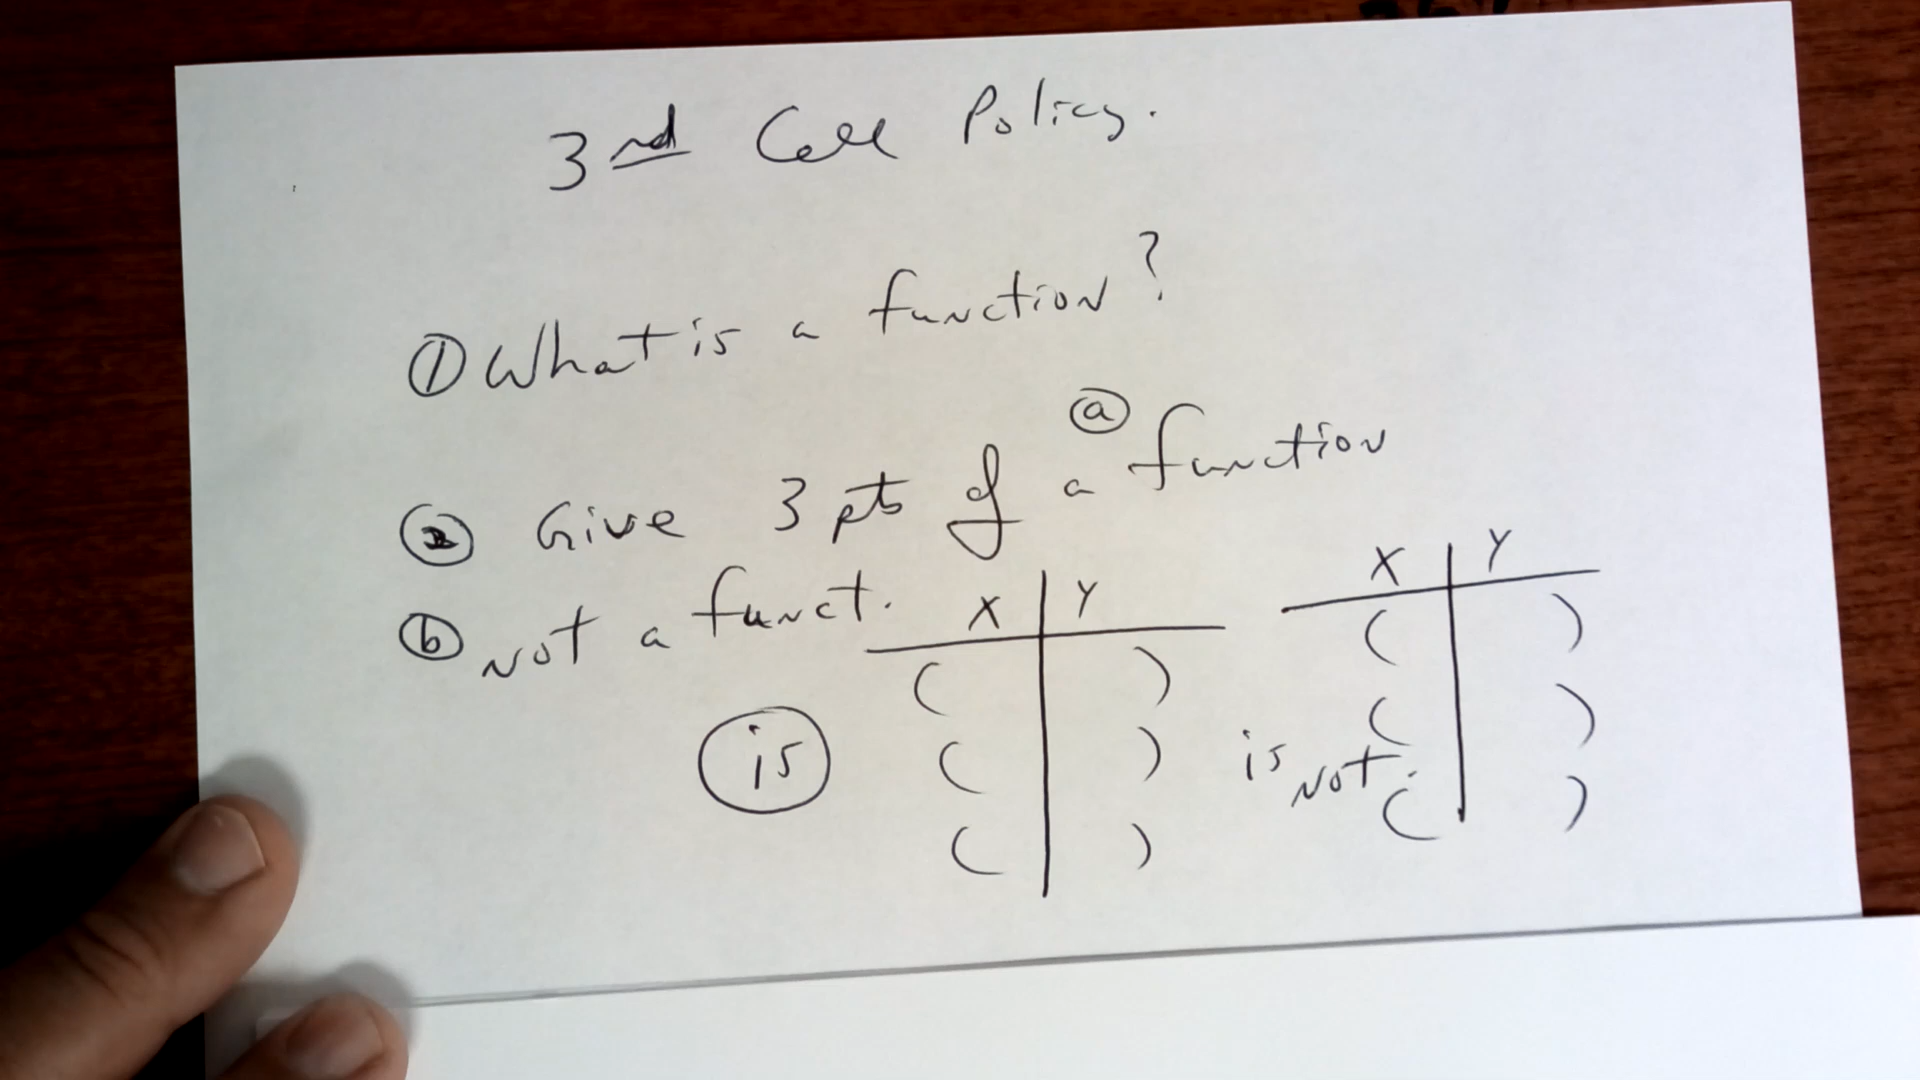 3rd Cell Policy.
① What is a function?
② Give 3 pts of a ⓐ function
ⓑ not a funct.
X | Y
( )
( )
( )
is
X | Y
( )
( )
( )
is not.